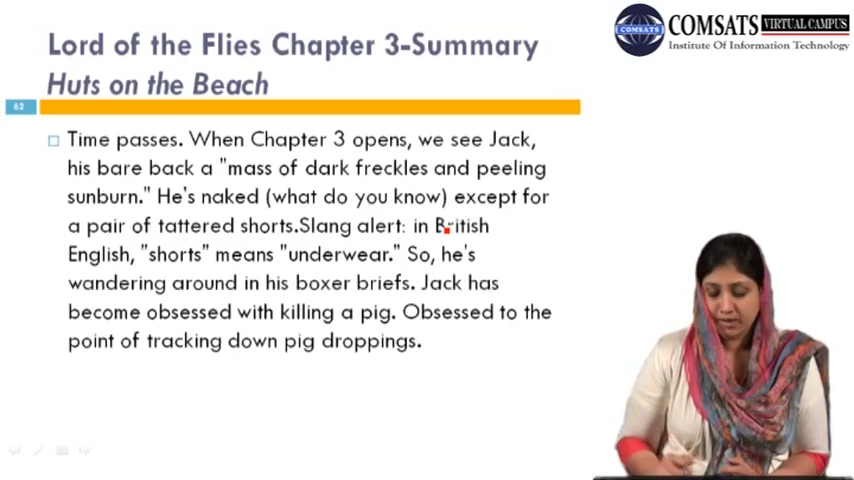 Lord of the Flies Chapter 3-Summary
Huts on the Beach
COMSATS VIRTUAL CAMPUS
Institute Of Information Technology
COMSATS
62
Time passes. When Chapter 3 opens, we see Jack,
his bare back a "mass of dark freckles and peeling
sunburn." He's naked (what do you know) except for
a pair of tattered shorts.Slang alert: in British
English, "shorts" means "underwear." So, he's
wandering around in his boxer briefs. Jack has
become obsessed with killing a pig. Obsessed to the
point of tracking down pig droppings.